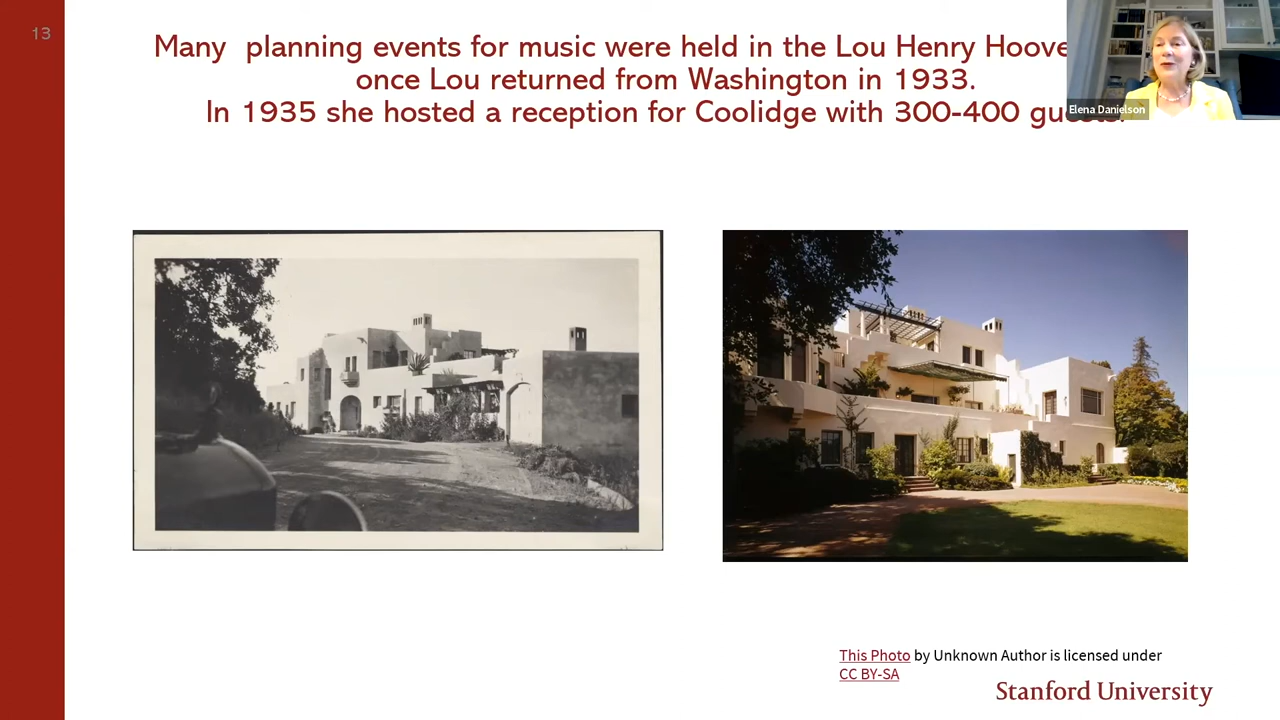 13
Many planning events for music were held in the Lou Henry
once Lou returned from Washington in 1933.
In 1935 she hosted a reception for Coolidge with 300-400
Elena Danielson
This Photo by Unknown Author is licensed under
CC BY-SA
Stanford University